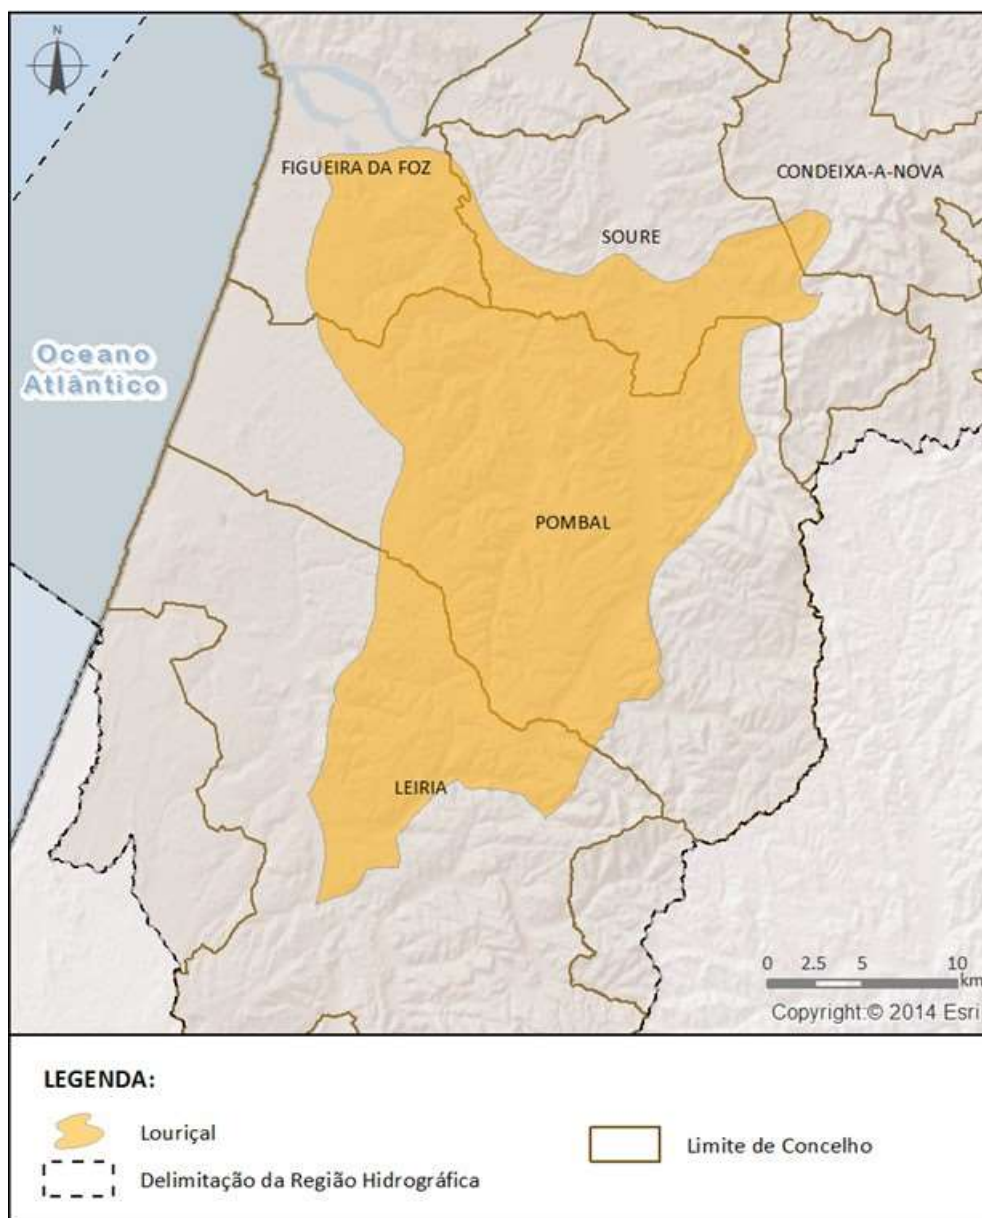 N
FIGUEIRA DA FOZ
CONDEIXA-A-NOVA
SOURE
Oceano
Atlântico
POMBAL
LEIRIA
0 2.5 5 10
km
Copyright:© 2014 Esri
LEGENDA:
Louriçal
Limite de Concelho
Delimitação da Região Hidrográfica